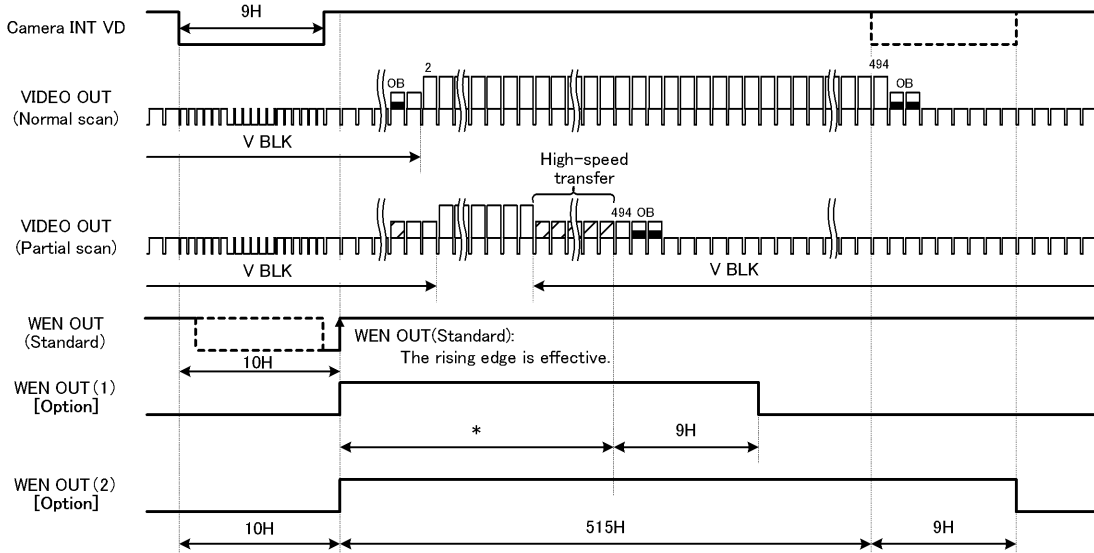 9H
Camera INT VD
2
494
OB
OB
VIDEO OUT
(Normal scan)
V BLK
High-speed
transfer
494 OB
VIDEO OUT
(Partial scan)
V BLK
V BLK
WEN OUT
(Standard)
WEN OUT(Standard):
The rising edge is effective.
10H
WEN OUT(1)
[Option]
*
9H
WEN OUT(2)
[Option]
10H
515H
9H